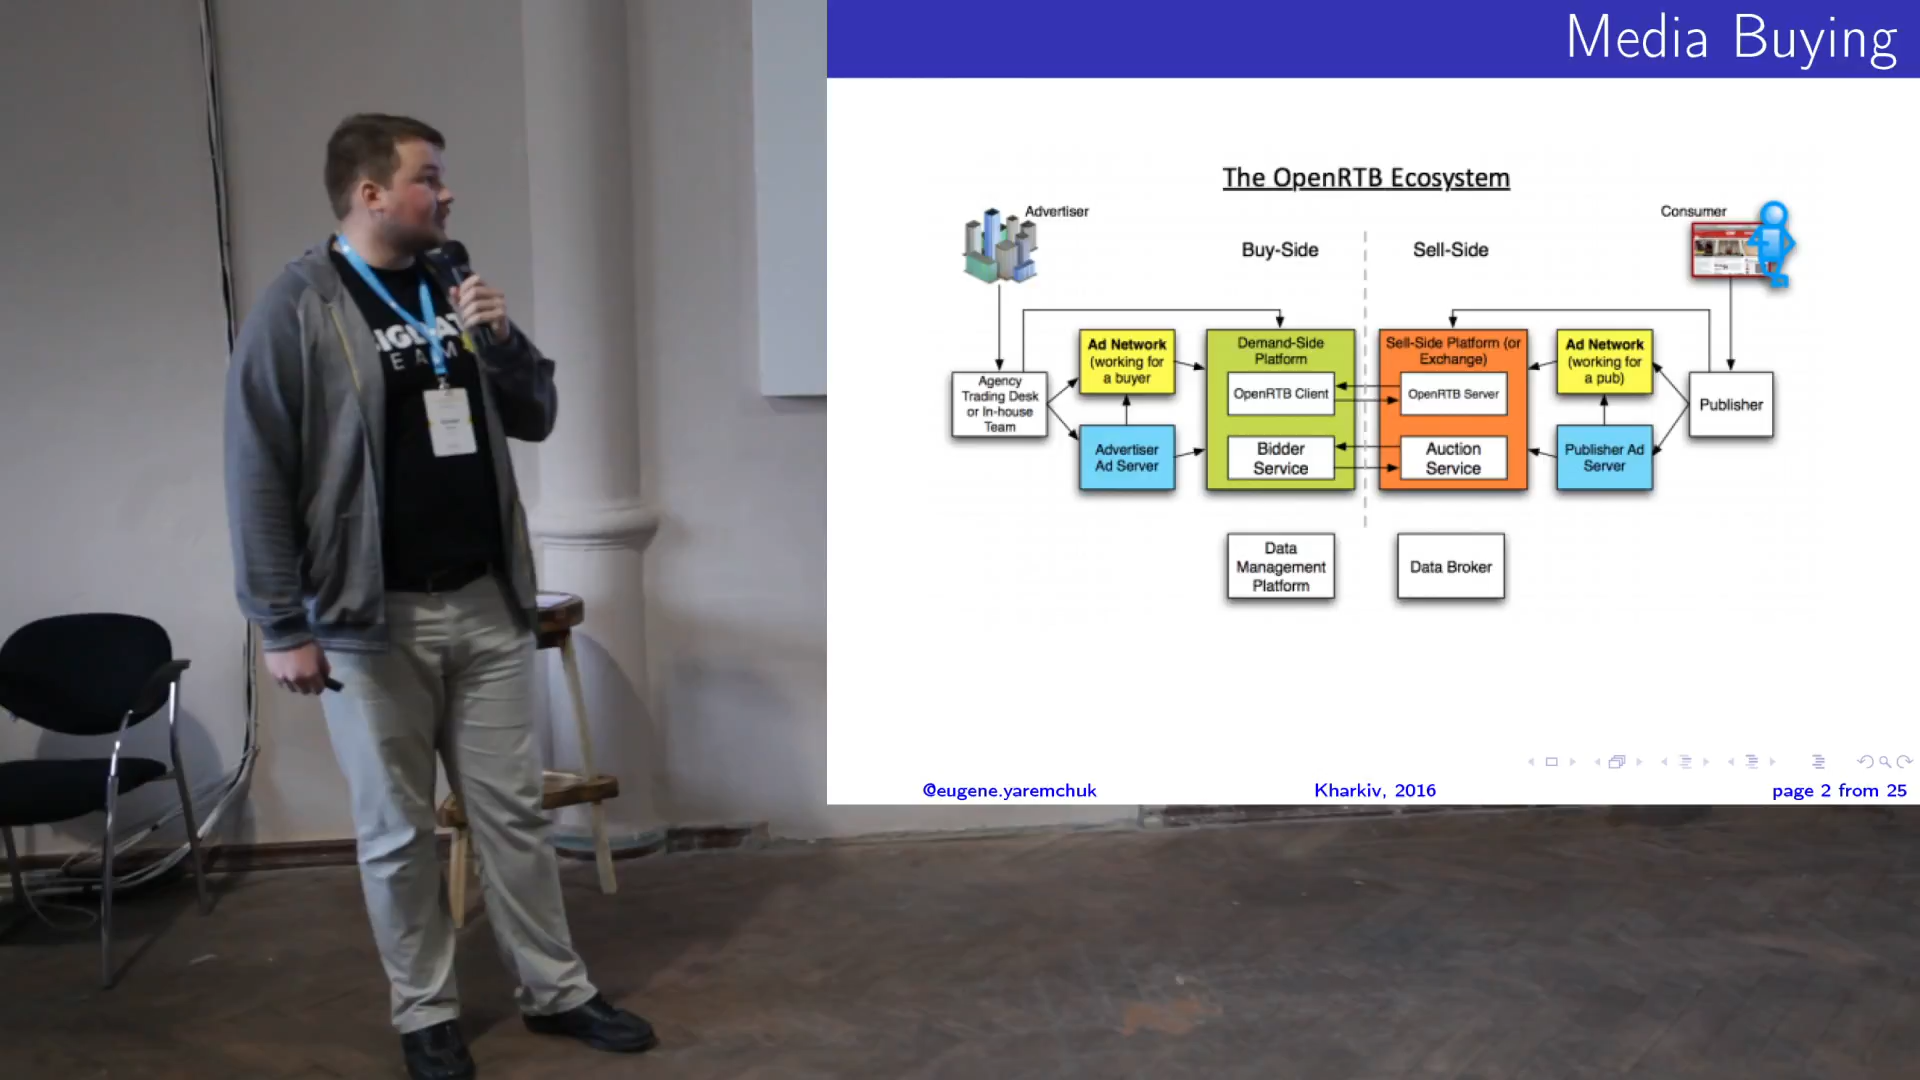 Media Buying
The OpenRTB Ecosystem
Advertiser
Consumer
Buy-Side
Sell-Side
Agency
Trading Desk
or In-house
Team
Ad Network
(working for
a buyer
Advertiser
Ad Server
Demand-Side
Platform
OpenRTB Client
Bidder
Service
Sell-Side Platform (or
Exchange)
OpenRTB Server
Auction
Service
Ad Network
(working for
a pub)
Publisher Ad
Server
Publisher
Data
Management
Platform
Data Broker
@eugene.yaremchuk
Kharkiv, 2016
page 2 from 25